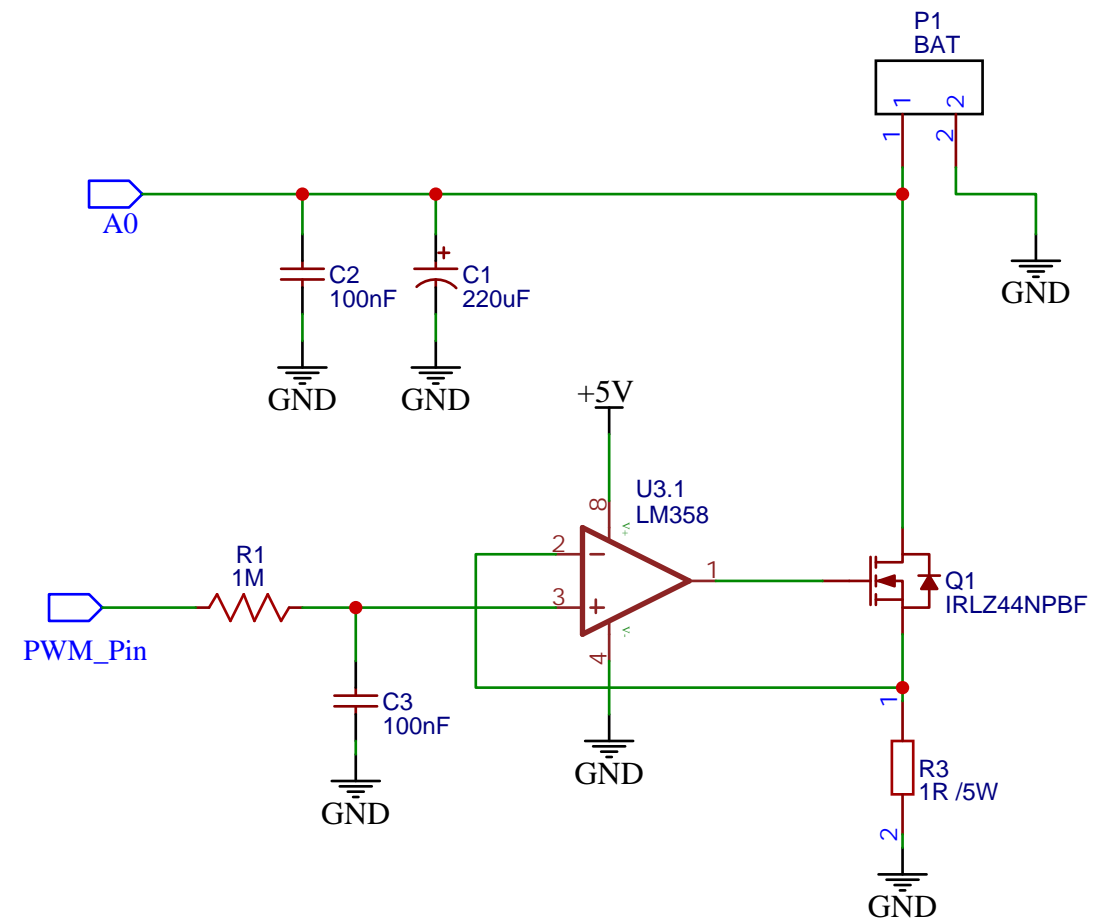 P1
BAT
1
2
1
2
A0
C2
100nF
C1
220uF
GND
GND
GND
+5V
U3.1
LM358
8
V+
2
3
1
4
V-
R1
1M
PWM_Pin
Q1
IRLZ44NPBF
C3
100nF
GND
GND
1
R3
1R /5W
2
GND